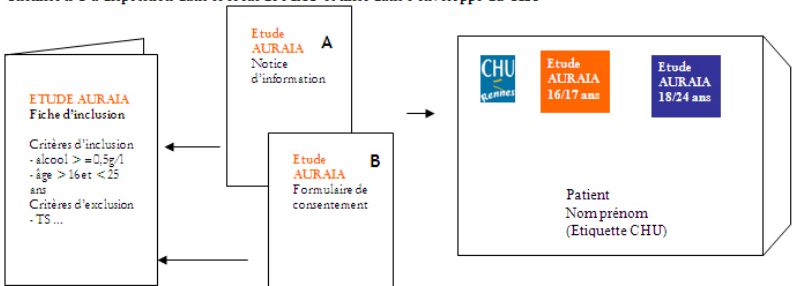 ETUDE AURAIA
Fiche d'inclusion
Critères d'inclusion
- alcool > =0,5g/l
- âge > 16 et < 25
ans
Critères d'exclusion
- TS ...
Etude
AURAIA
A
Notice
d'information
Etude
AURAIA
B
Formulaire de
consentement
CHU
Rennes
Etude
AURAIA
16/17 ans
Etude
AURAIA
18/24 ans
Patient
Nom prénom
(Etiquette CHU)